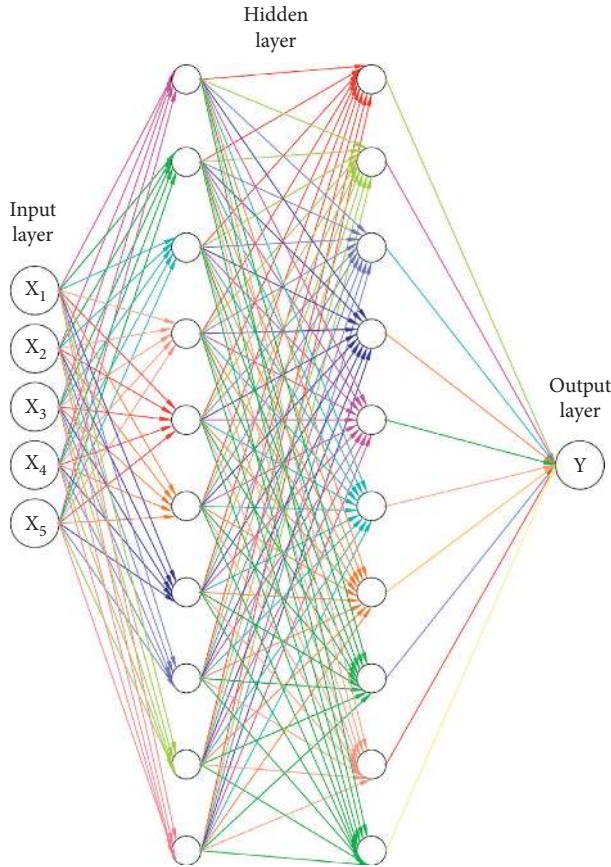 Hidden
layer
Input
layer
X₁
X₂
X₃
X₄
X₅
Output
layer
Y